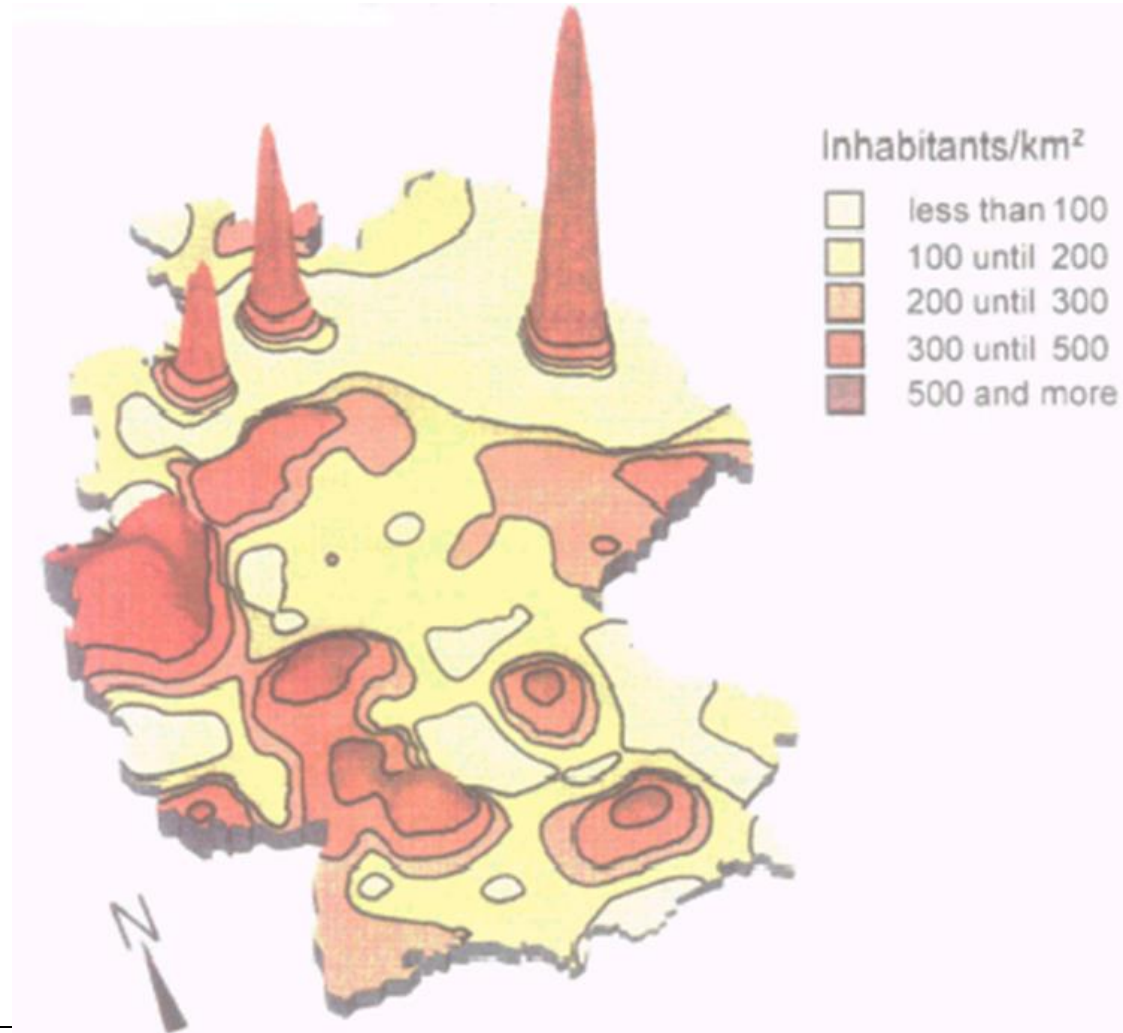 Inhabitants/km²
less than 100
100 until 200
200 until 300
300 until 500
500 and more
N